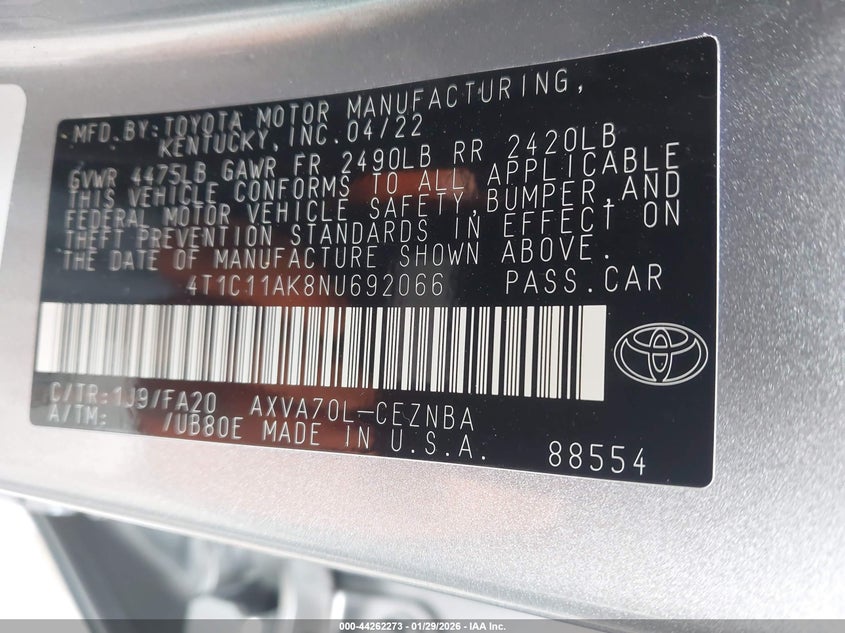 MFD. BY: TOYOTA MOTOR MANUFACTURING,
KENTUCKY, INC. 04/22
GVWR 4475LB GAWR FR 2490LB RR 2420LB
THIS VEHICLE CONFORMS TO ALL APPLICABLE
FEDERAL MOTOR VEHICLE SAFETY, BUMPER, AND
THEFT PREVENTION STANDARDS IN EFFECT ON
THE DATE OF MANUFACTURE SHOWN ABOVE.
4T1C11AK8NU692066 PASS.CAR
C/TR: 1J9/FA20 AXVA70L-CEZNBA
A/TM: /UB80E MADE IN U.S.A.
88554
000-44262273 - 01/29/2026 - IAA Inc.